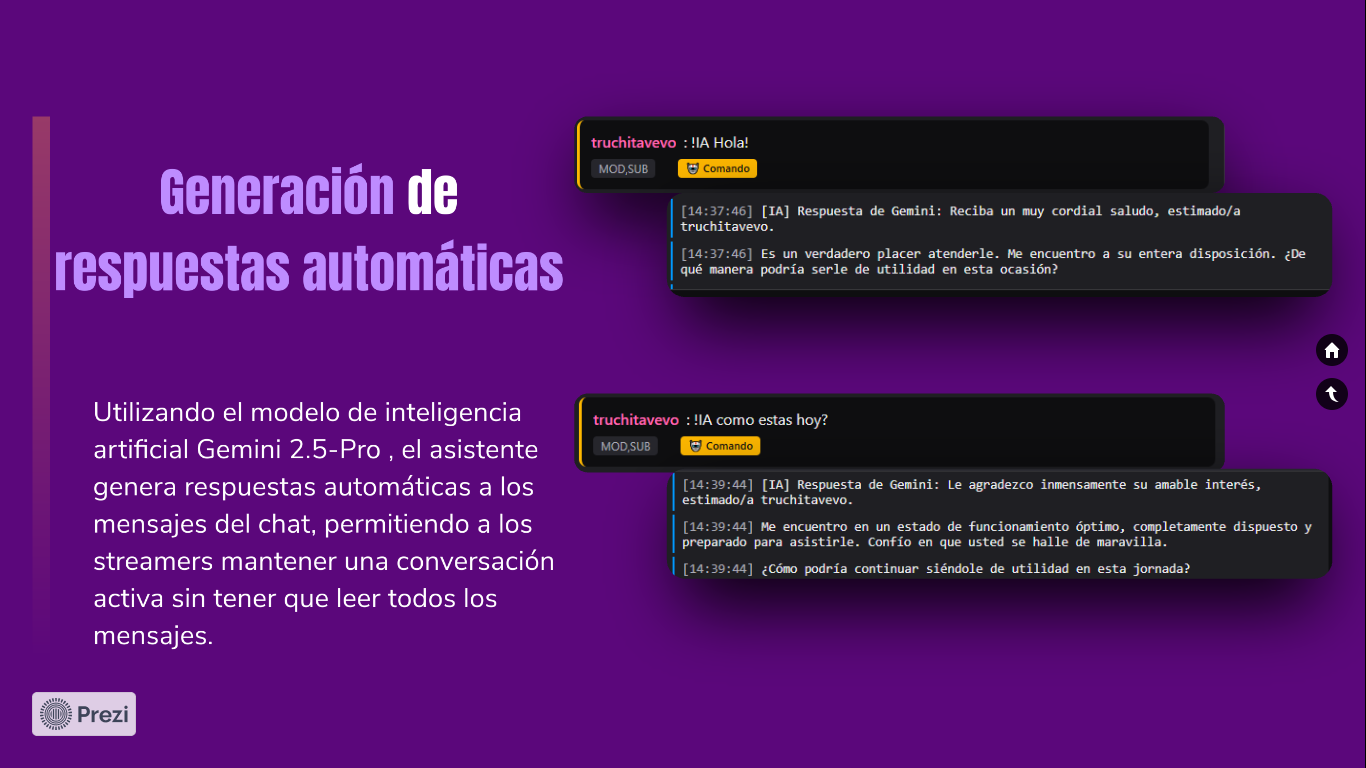 Generación de
respuestas automáticas
Utilizando el modelo de inteligencia
artificial Gemini 2.5-Pro , el asistente
genera respuestas automáticas a los
mensajes del chat, permitiendo a los
streamers mantener una conversación
activa sin tener que leer todos los
mensajes.
truchitavevo : !IA Hola!
MOD,SUB Comando
[14:37:46] [IA] Respuesta de Gemini: Reciba un muy cordial saludo, estimado/a
truchitavevo.
[14:37:46] Es un verdadero placer atenderle. Me encuentro a su entera disposición. ¿De
qué manera podría serle de utilidad en esta ocasión?
truchitavevo : !IA como estas hoy?
MOD,SUB Comando
[14:39:44] [IA] Respuesta de Gemini: Le agradezco inmensamente su amable interés,
estimado/a truchitavevo.
[14:39:44] Me encuentro en un estado de funcionamiento óptimo, completamente dispuesto y
preparado para asistirle. Confío en que usted se halle de maravilla.
[14:39:44] ¿Cómo podría continuar siéndole de utilidad en esta jornada?
Prezi